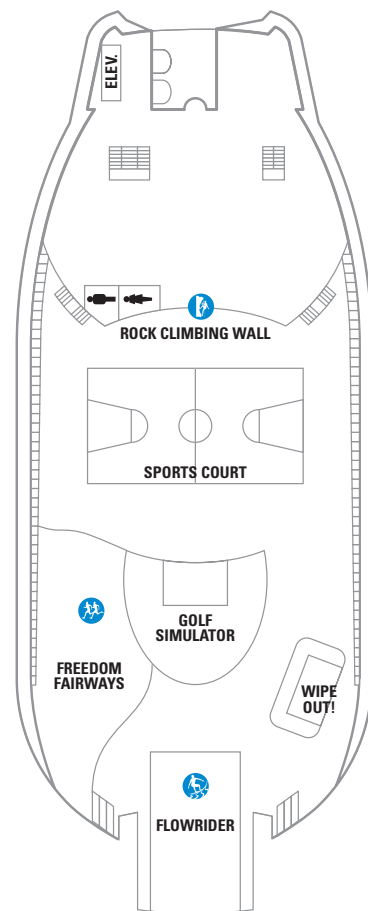 ELEV.
ROCK CLIMBING WALL
SPORTS COURT
GOLF
SIMULATOR
FREEDOM
FAIRWAYS
WIPE
OUT!
FLOWRIDER